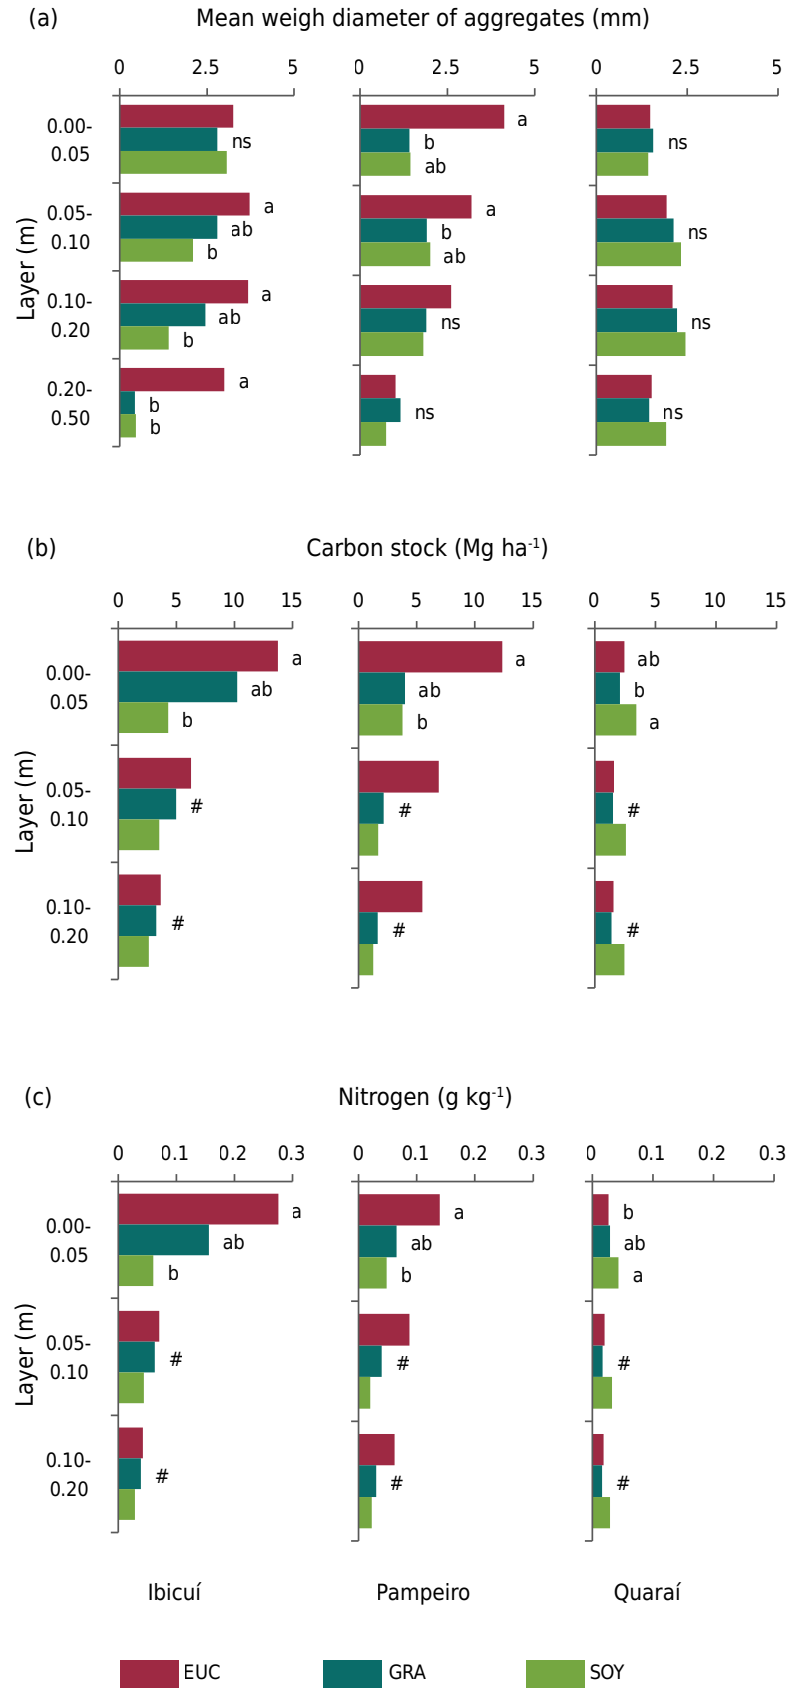 (a) Mean weigh diameter of aggregates (mm)
0 2.5 5 0 2.5 5 0 2.5 5
Layer (m)
0.00-
0.05
a
ns b ns
ab
0.05-
0.10
a a
ab b ns
b ab
0.10-
0.20
a
ab ns ns
b
0.20-
0.50
a
b ns ns
b
(b) Carbon stock (Mg ha-1)
0 5 10 15 0 5 10 15 0 5 10 15
Layer (m)
0.00-
0.05
a a ab
ab ab b
b b a
0.05-
0.10
# # #
0.10-
0.20
# # #
(c) Nitrogen (g kg-1)
0 0.1 0.2 0.3 0 0.1 0.2 0.3 0 0.1 0.2 0.3
Layer (m)
0.00-
0.05
a a b
ab ab ab
b b a
0.05-
0.10
# # #
0.10-
0.20
# # #
Ibicuí Pampeiro Quaraí
EUC GRA SOY